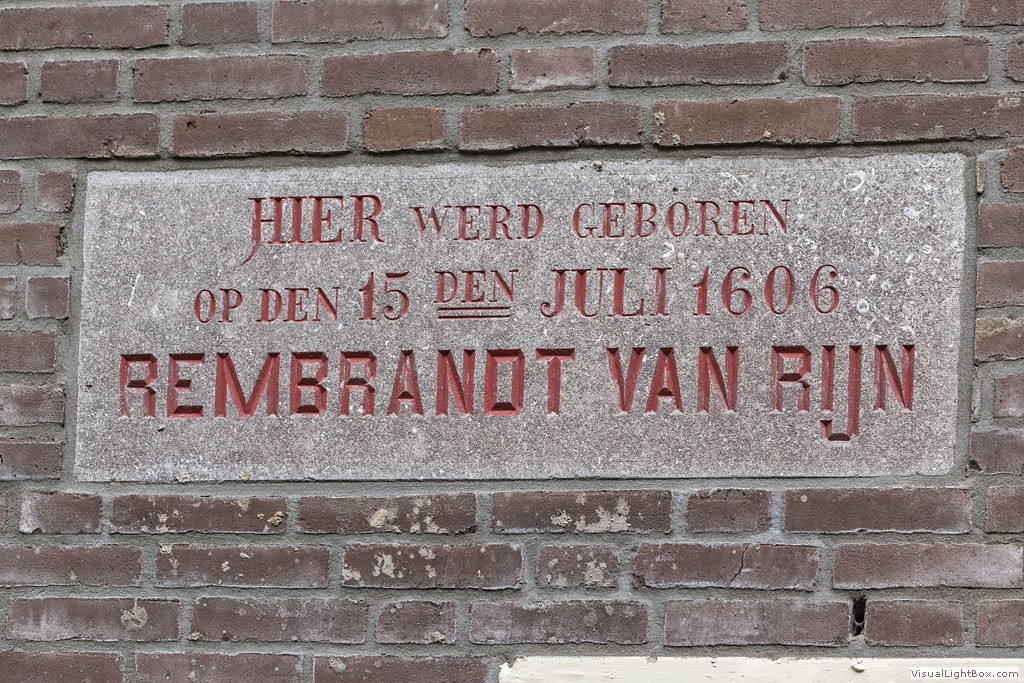 HIER WERD GEBOREN
OP DEN 15 DEN JULI 1606
REMBRANDT VAN RIJN
VisualLightBox.com